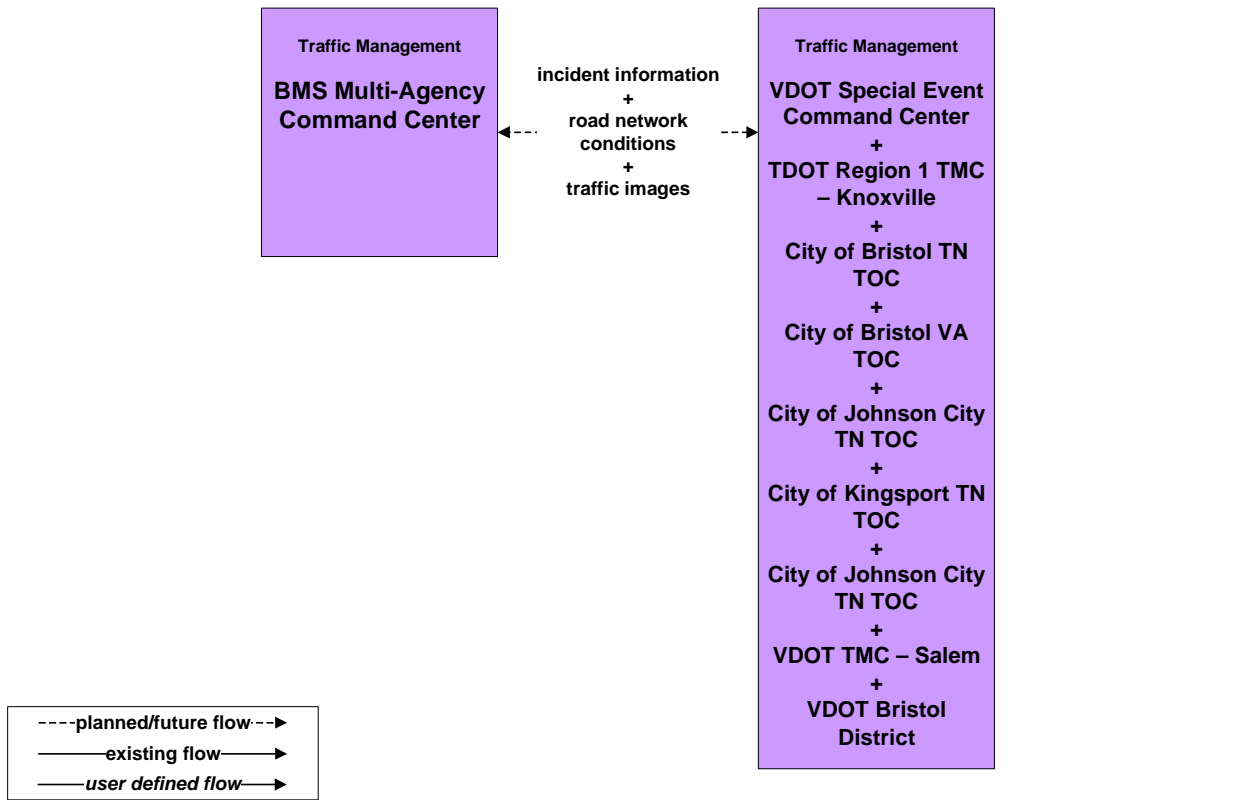 Traffic Management
BMS Multi-Agency
Command Center
incident information
+
road network
conditions
+
traffic images
Traffic Management
VDOT Special Event
Command Center
+
TDOT Region 1 TMC
– Knoxville
+
City of Bristol TN
TOC
+
City of Bristol VA
TOC
+
City of Johnson City
TN TOC
+
City of Kingsport TN
TOC
+
City of Johnson City
TN TOC
+
VDOT TMC – Salem
+
VDOT Bristol
District
planned/future flow
existing flow
user defined flow